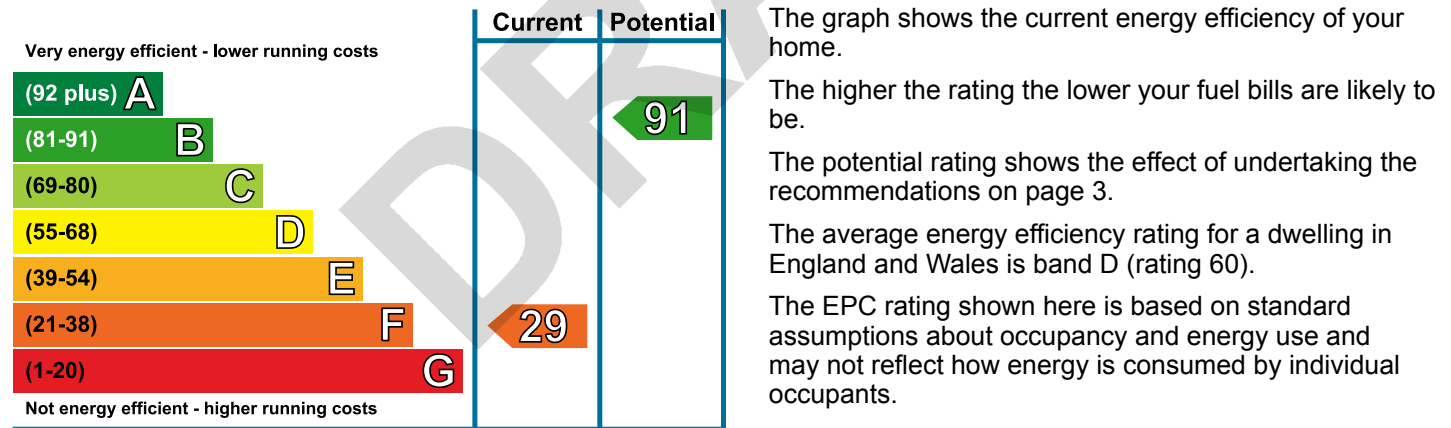 Current Potential
Very energy efficient - lower running costs
(92 plus) A
(81-91) B
(69-80) C
(55-68) D
(39-54) E
(21-38) F
(1-20) G
Not energy efficient - higher running costs
91
29
The graph shows the current energy efficiency of your
home.
The higher the rating the lower your fuel bills are likely to
be.
The potential rating shows the effect of undertaking the
recommendations on page 3.
The average energy efficiency rating for a dwelling in
England and Wales is band D (rating 60).
The EPC rating shown here is based on standard
assumptions about occupancy and energy use and
may not reflect how energy is consumed by individual
occupants.
DRA